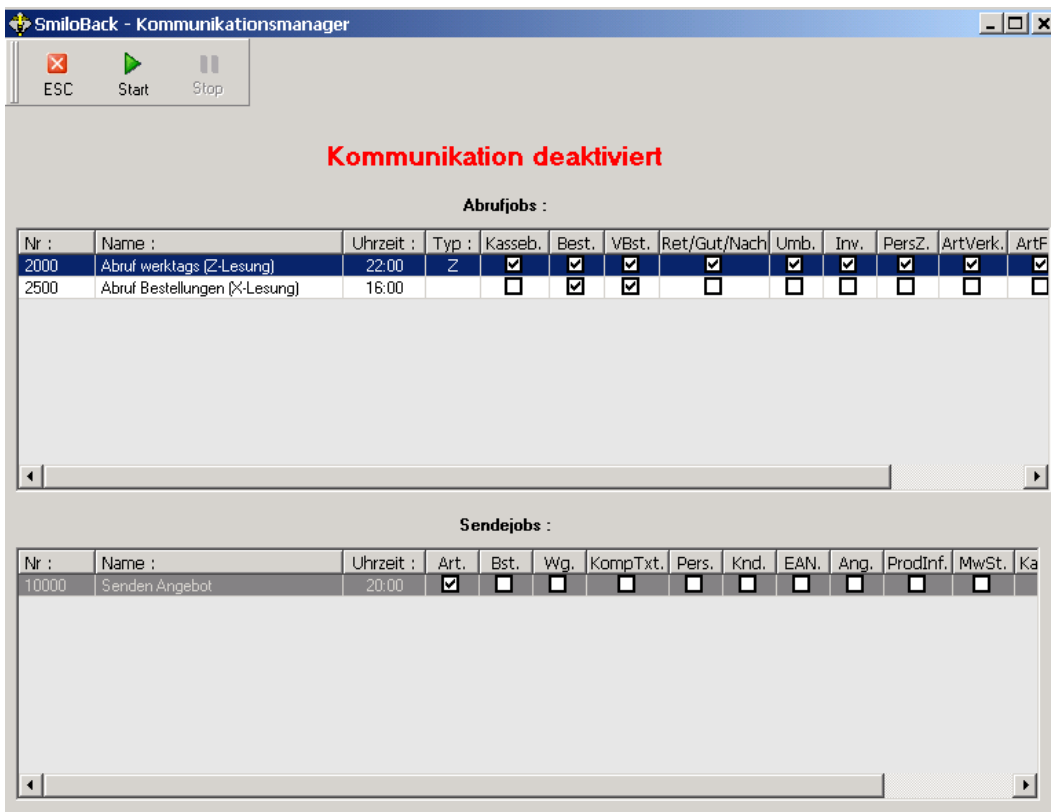 SmiloBack - Kommunikationsmanager
ESC Start Stop
Kommunikation deaktiviert
Abrufjobs :
Nr : Name : Uhrzeit : Typ : Kasseb. Best. VBst. Ret/Gut/Nach Umb. Inv. PersZ. ArtVerk. ArtF
2000 Abruf werktags (Z-Lesung) 22:00 Z
2500 Abruf Bestellungen (X-Lesung) 16:00
Sendejobs :
Nr : Name : Uhrzeit : Art. Bst. Wg. KompTxt. Pers. Knd. EAN. Ang. ProdInf. MwSt. Ka
10000 Senden Angebot 20:00